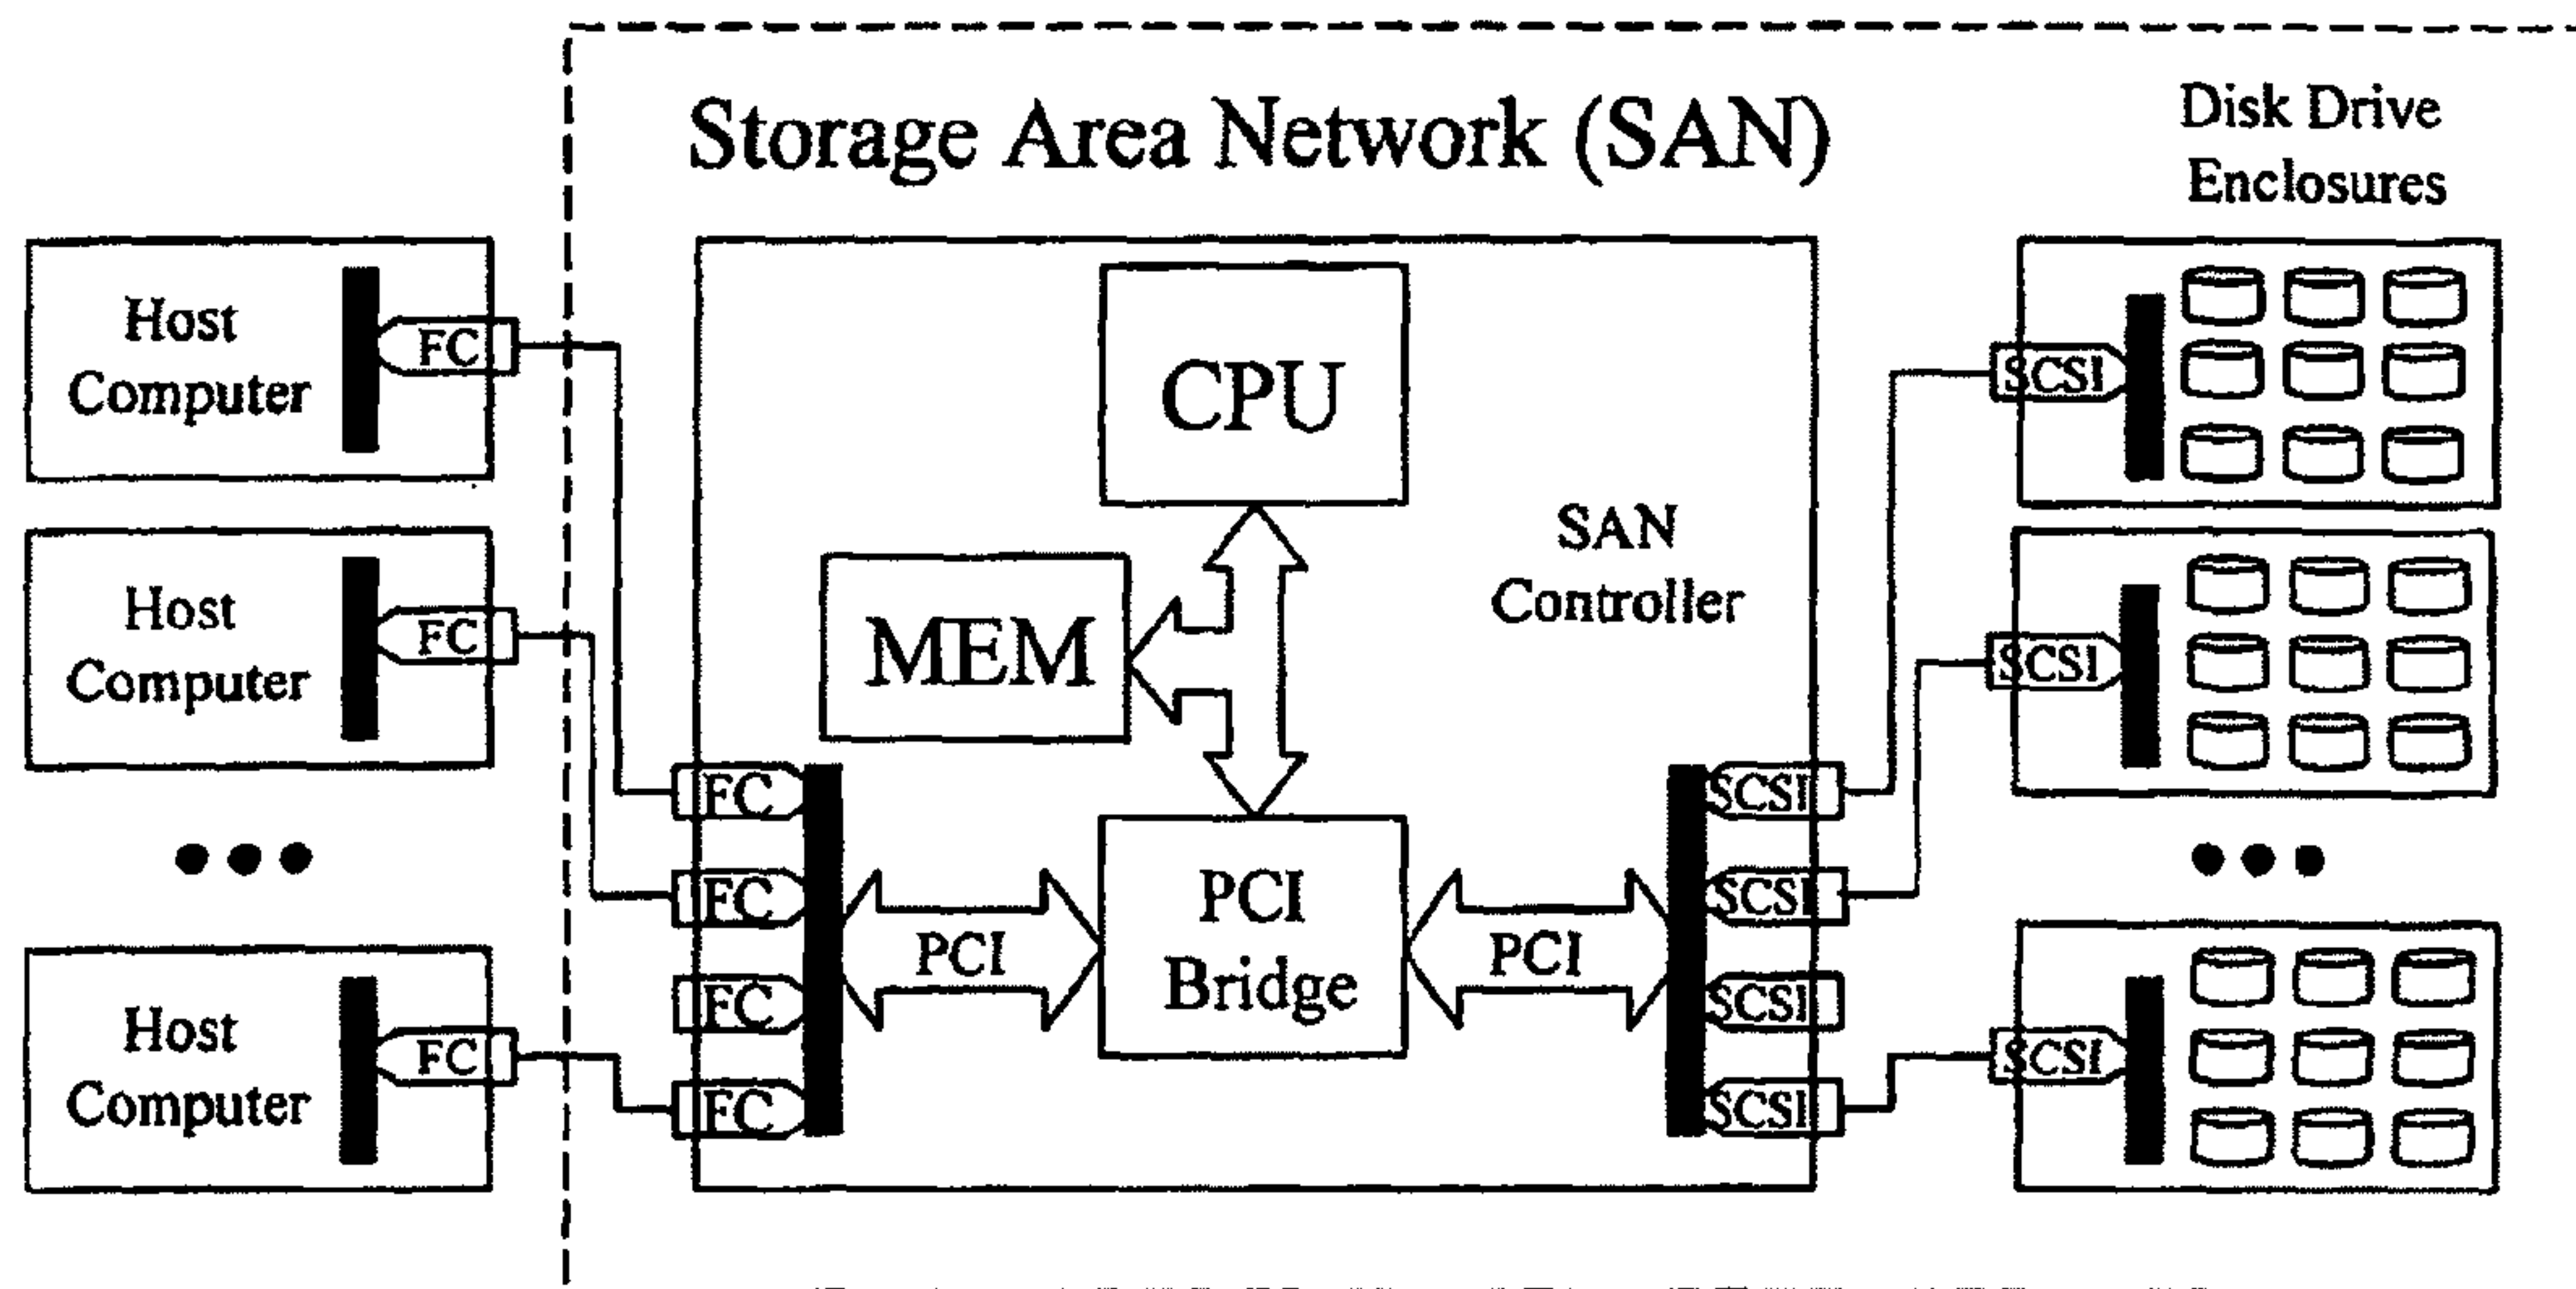 Storage Area Network (SAN)
Disk Drive
Enclosures
Host
Computer
FC
Host
Computer
FC
Host
Computer
FC
CPU
MEM
SAN
Controller
FC
FC
FC
FC
PCI
PCI
Bridge
PCI
SCSI
SCSI
SCSI
SCSI
SCSI
SCSI
SCSI